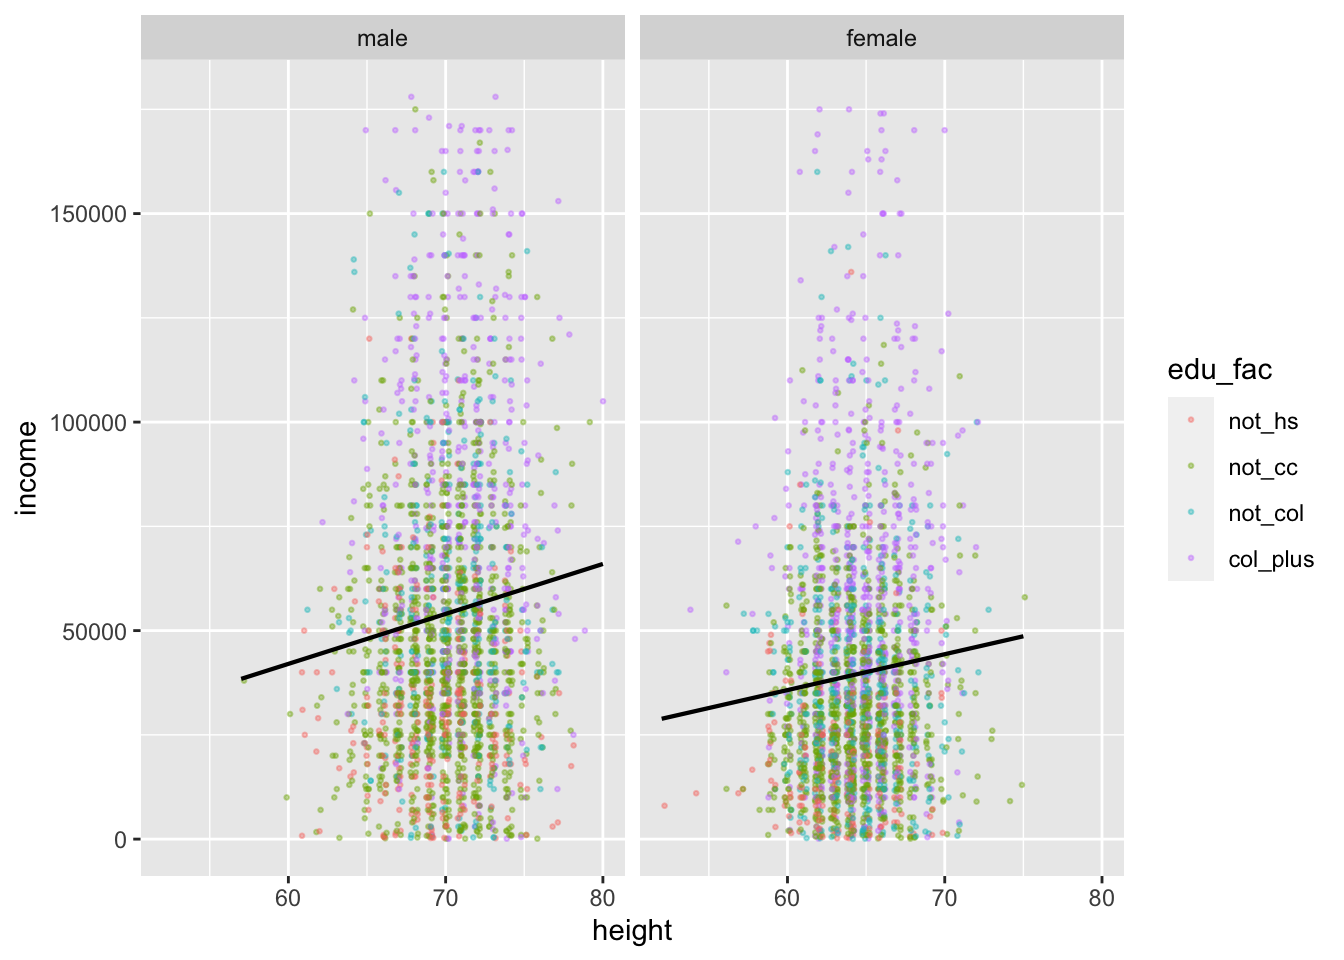 male
female
150000
100000
50000
0
income
60 70 80
60 70 80
height
edu_fac
not_hs
not_cc
not_col
col_plus